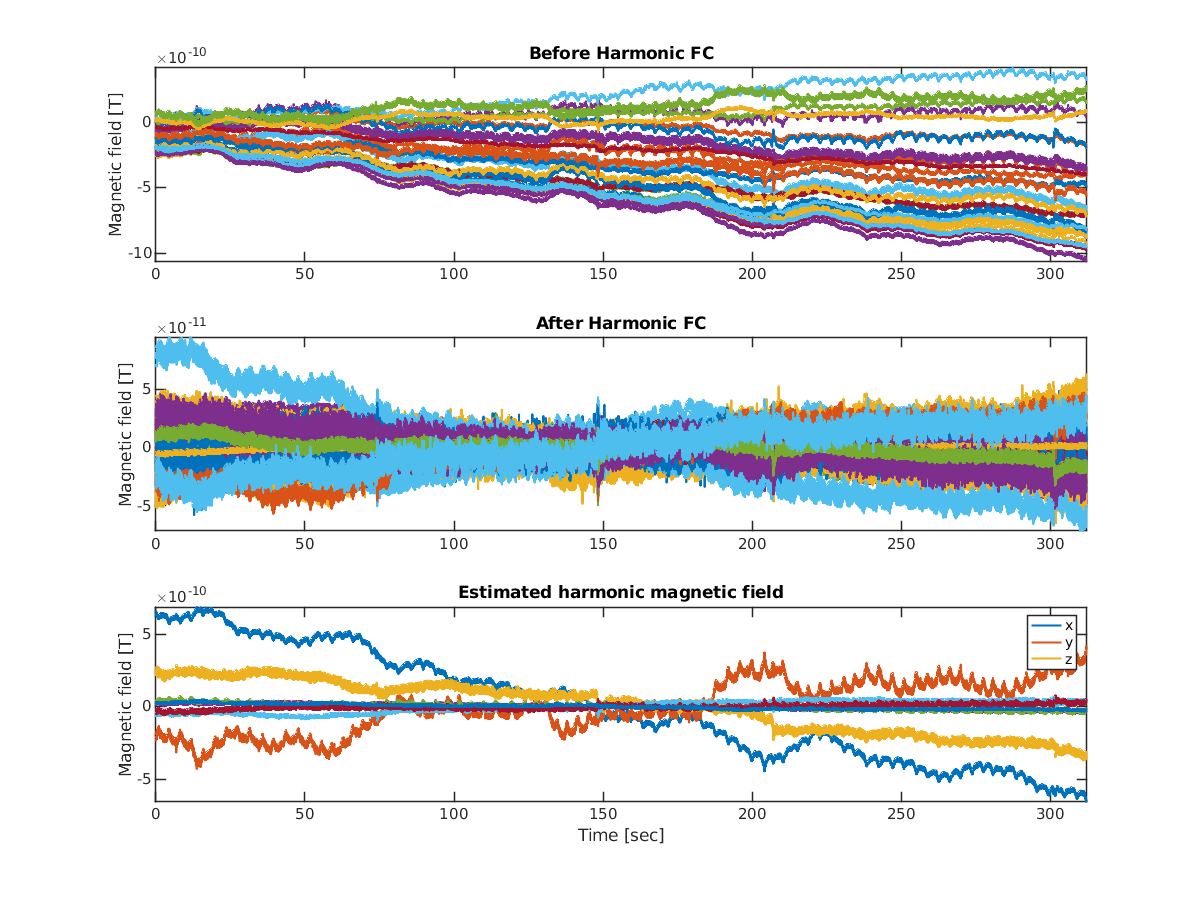 Before Harmonic FC
×10^-10
Magnetic field [T]
0
-5
-10
0 50 100 150 200 250 300
After Harmonic FC
×10^-11
Magnetic field [T]
5
0
-5
0 50 100 150 200 250 300
Estimated harmonic magnetic field
×10^-10
Magnetic field [T]
5
0
-5
x
y
z
0 50 100 150 200 250 300
Time [sec]